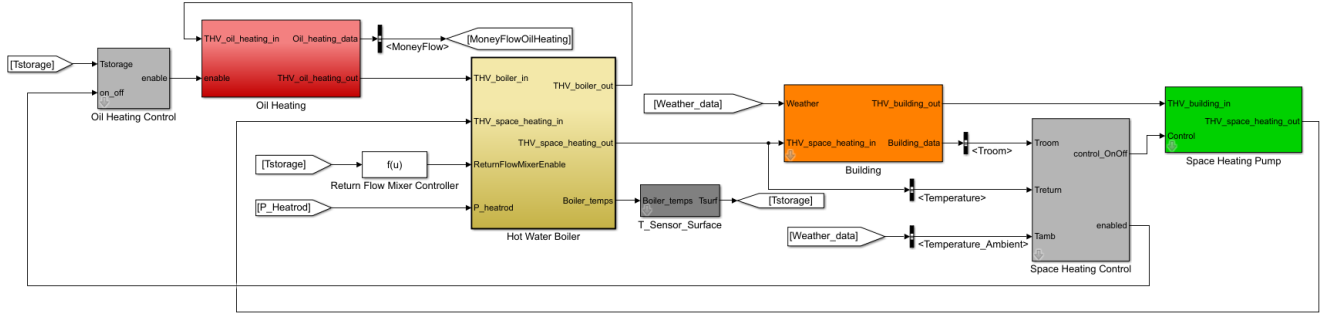 [Tstorage]
Tstorage
enable
on_off
Oil Heating Control
THV_oil_heating_in
Oil_heating_data
enable
THV_oil_heating_out
Oil Heating
<MoneyFlow>
[MoneyFlowOilHeating]
THV_boiler_in
THV_boiler_out
THV_space_heating_in
THV_space_heating_out
ReturnFlowMixerEnable
Boiler_temps
P_heatrod
Hot Water Boiler
[Tstorage]
f(u)
Return Flow Mixer Controller
[P_Heatrod]
Boiler_temps
Tsurf
T_Sensor_Surface
[Tstorage]
[Weather_data]
Weather
THV_building_out
THV_space_heating_in
Building_data
Building
<Troom>
<Temperature>
[Weather_data]
<Temperature_Ambient>
Troom
control_OnOff
Treturn
enabled
Tamb
Space Heating Control
THV_building_in
THV_space_heating_out
Control
Space Heating Pump